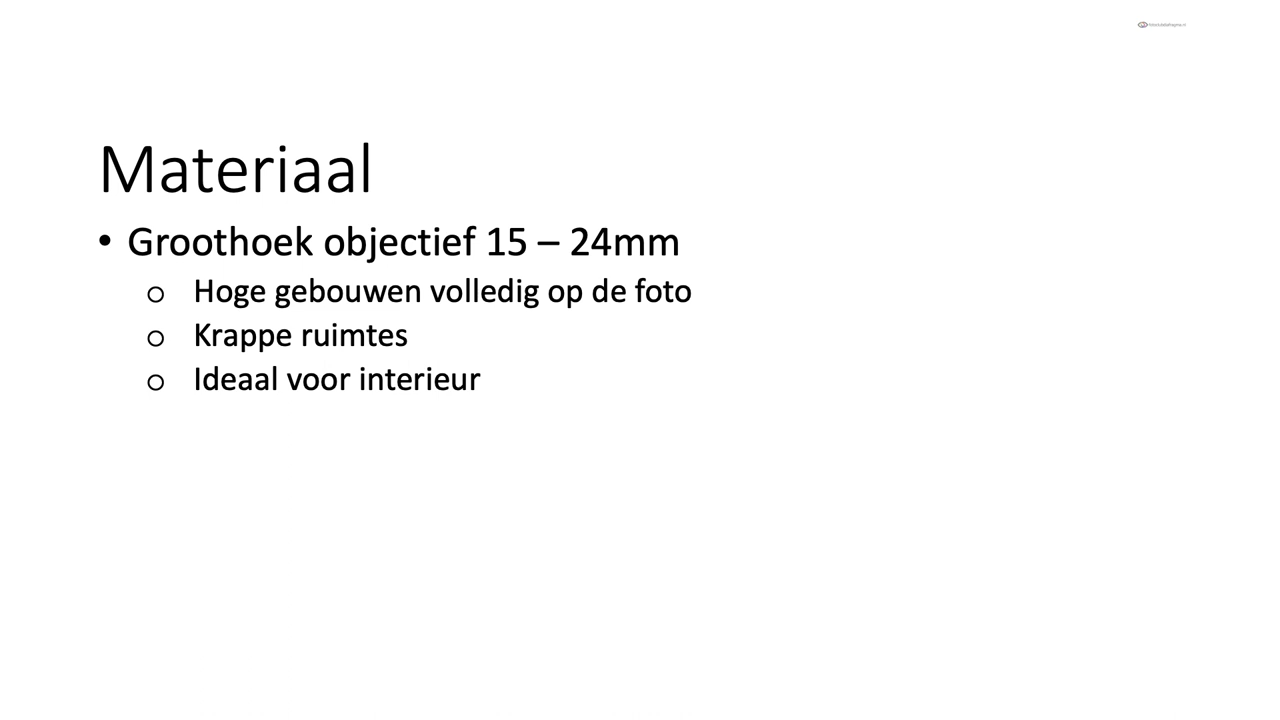 Materiaal
• Groothoek objectief 15 – 24mm
o Hoge gebouwen volledig op de foto
o Krappe ruimtes
o Ideaal voor interieur